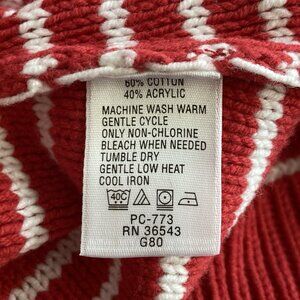 60% COTTON
40% ACRYLIC
MACHINE WASH WARM
GENTLE CYCLE
ONLY NON-CHLORINE
BLEACH WHEN NEEDED
TUMBLE DRY
GENTLE LOW HEAT
COOL IRON
40C
PC-773
RN 36543
G80